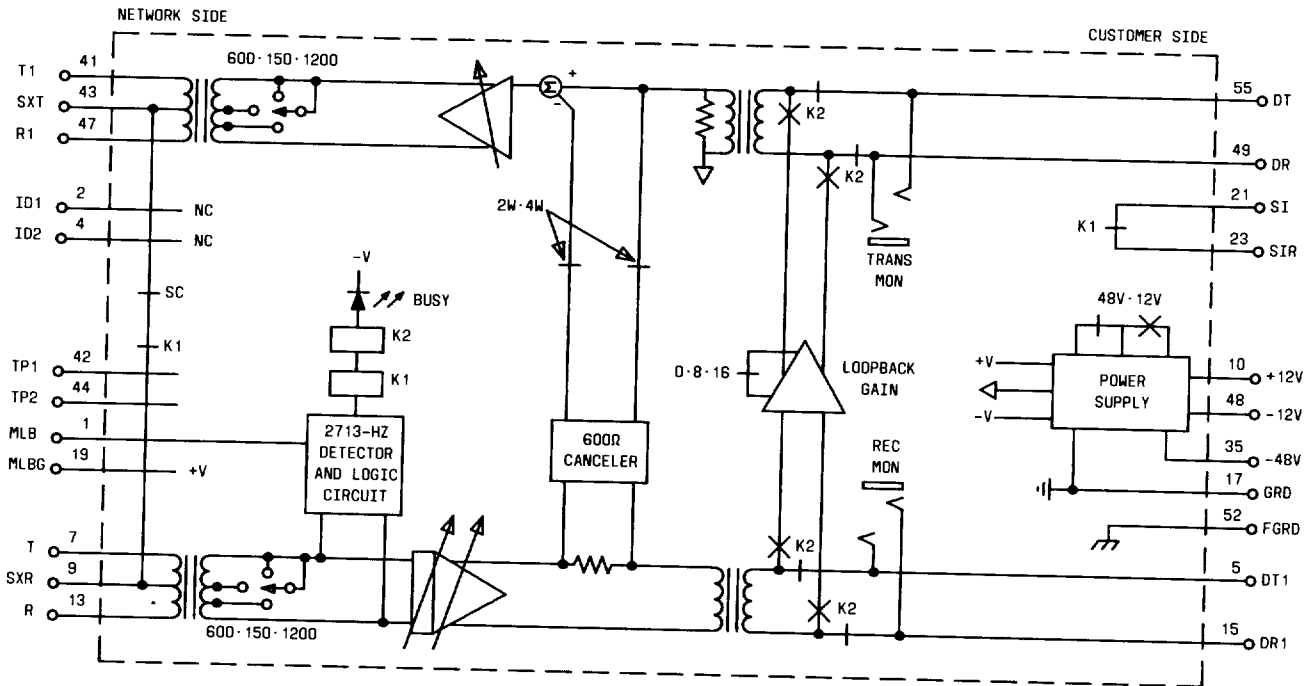 NETWORK SIDE
CUSTOMER SIDE
T1 41
SXT 43
R1 47
600·150·1200
Σ
+
-
K2
K2
55 DT
49 DR
ID1 2 NC
ID2 4 NC
2W·4W
TRANS
MON
K1
21 SI
23 SIR
SC
K1
-V
BUSY
K2
K1
TP1 42
TP2 44
MLB 1
MLBG 19 +V
2713-HZ
DETECTOR
AND LOGIC
CIRCUIT
600Ω
CANCELER
0·8·16
LOOPBACK
GAIN
REC
MON
48V·12V
+V
-V
POWER
SUPPLY
10 +12V
48 -12V
35 -48V
17 GRD
52 FGRD
T 7
SXR 9
R 13
600·150·1200
K2
K2
5 DT1
15 DR1